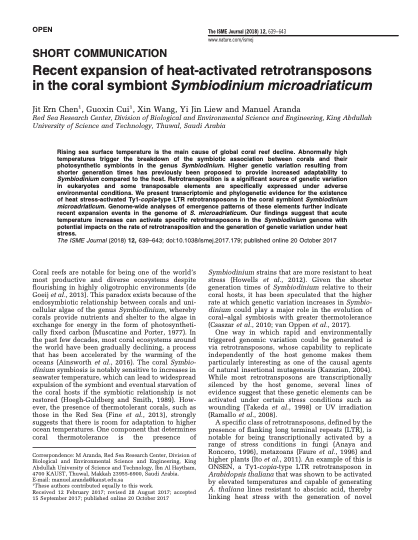 OPEN
The ISME Journal (2018) 12, 639–643
www.nature.com/ismej
SHORT COMMUNICATION
Recent expansion of heat-activated retrotransposons
in the coral symbiont Symbiodinium microadriaticum
Jit Ern Chen¹, Guoxin Cui¹, Xin Wang, Yi Jin Liew and Manuel Aranda
Red Sea Research Center, Division of Biological and Environmental Science and Engineering, King Abdullah
University of Science and Technology, Thuwal, Saudi Arabia
Rising sea surface temperature is the main cause of global coral reef decline. Abnormally high
temperatures trigger the breakdown of the symbiotic association between corals and their
photosynthetic symbionts in the genus Symbiodinium. Higher genetic variation resulting from
shorter generation times has previously been proposed to provide increased adaptability to
Symbiodinium compared to the host. Retrotransposition is a significant source of genetic variation
in eukaryotes and some transposable elements are specifically expressed under adverse
environmental conditions. We present transcriptomic and phylogenetic evidence for the existence
of heat stress-activated Ty1-copia-type LTR retrotransposons in the coral symbiont Symbiodinium
microadriaticum. Genome-wide analyses of emergence patterns of these elements further indicate
recent expansion events in the genome of S. microadriaticum. Our findings suggest that acute
temperature increases can activate specific retrotransposons in the Symbiodinium genome with
potential impacts on the rate of retrotransposition and the generation of genetic variation under heat
stress.
The ISME Journal (2018) 12, 639–643; doi:10.1038/ismej.2017.179; published online 20 October 2017
Coral reefs are notable for being one of the world's
most productive and diverse ecosystems despite
flourishing in highly oligotrophic environments (de
Goeij et al., 2013). This paradox exists because of the
endosymbiotic relationship between corals and uni-
cellular algae of the genus Symbiodinium, whereby
corals provide nutrients and shelter to the algae in
exchange for energy in the form of photosyntheti-
cally fixed carbon (Muscatine and Porter, 1977). In
the past few decades, most coral ecosystems around
the world have been gradually declining, a process
that has been accelerated by the warming of the
oceans (Ainsworth et al., 2016). The coral Symbio-
dinium symbiosis is notably sensitive to increases in
seawater temperature, which can lead to widespread
expulsion of the symbiont and eventual starvation of
the coral hosts if the symbiotic relationship is not
restored (Hoegh-Guldberg and Smith, 1989). How-
ever, the presence of thermotolerant corals, such as
those in the Red Sea (Fine et al., 2013), strongly
suggests that there is room for adaptation to higher
ocean temperatures. One component that determines
coral thermotolerance is the presence of
Correspondence: M Aranda, Red Sea Research Center, Division of
Biological and Environmental Science and Engineering, King
Abdullah University of Science and Technology, Ibn Al Haytham,
4700 KAUST, Thuwal, Makkah 23955-6900, Saudi Arabia.
E-mail: manuel.aranda@kaust.edu.sa
¹These authors contributed equally to this work.
Received 12 February 2017; revised 28 August 2017; accepted
15 September 2017; published online 20 October 2017
Symbiodinium strains that are more resistant to heat
stress (Howells et al., 2012). Given the shorter
generation times of Symbiodinium relative to their
coral hosts, it has been speculated that the higher
rate at which genetic variation increases in Symbio-
dinium could play a major role in the evolution of
coral–algal symbiosis with greater thermotolerance
(Csaszar et al., 2010; van Oppen et al., 2017).
One way in which rapid and environmentally
triggered genomic variation could be generated is
via retrotransposons, whose capability to replicate
independently of the host genome makes them
particularly interesting as one of the causal agents
of natural insertional mutagenesis (Kazazian, 2004).
While most retrotransposons are transcriptionally
silenced by the host genome, several lines of
evidence suggest that these genetic elements can be
activated under certain stress conditions such as
wounding (Takeda et al., 1998) or UV irradiation
(Ramallo et al., 2008).
A specific class of retrotransposons, defined by the
presence of flanking long terminal repeats (LTR), is
notable for being transcriptionally activated by a
range of stress conditions in fungi (Anaya and
Roncero, 1996), metazoans (Faure et al., 1996) and
higher plants (Ito et al., 2011). An example of this is
ONSEN, a Ty1-copia-type LTR retrotransposon in
Arabidopsis thaliana that was shown to be activated
by elevated temperatures and capable of generating
A. thaliana lines resistant to abscisic acid, thereby
linking heat stress with the generation of novel